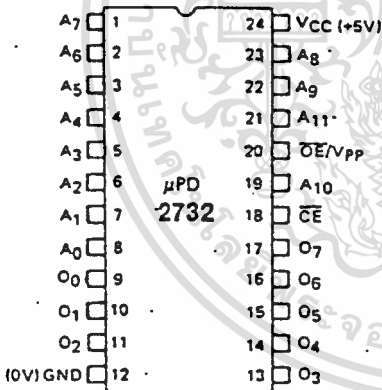 A7 1 24 VCC (+5V)
A6 2 23 A8
A5 3 22 A9
A4 4 21 A11
A3 5 20 OE/VPP
A2 6 μPD 19 A10
A1 7 -2732 18 CE
A0 8 17 O7
O0 9 16 O6
O1 10 15 O5
O2 11 14 O4
(0V) GND 12 13 O3